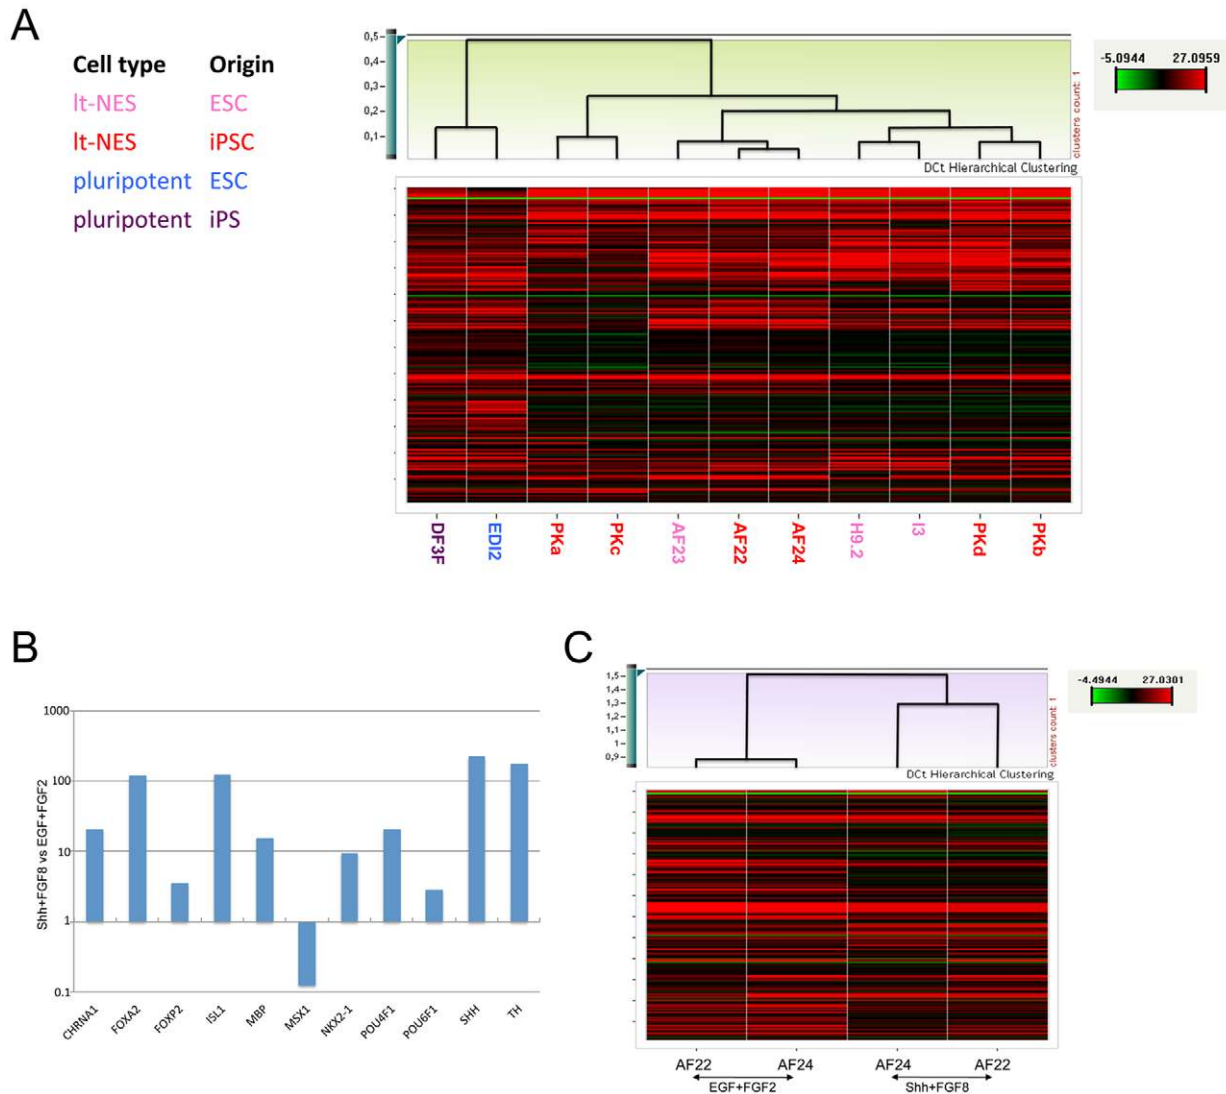 A
Cell type Origin
lt-NES ESC
lt-NES iPSC
pluripotent ESC
pluripotent iPS
0,5-
0,4-
0,3-
0,2-
0,1-
clusters count: 1
-5.0944 27.0959
DCt Hierarchical Clustering
DF3F EDI2 PKa PKc AF23 AF22 AF24 H9.2 I3 PKd PKb
B
Shh+FGF8 vs EGF+FGF2
1000
100
10
1
0.1
CHRNA1 FOXA2 FOXP2 ISL1 MBP MSX1 NKX2-1 POU4F1 POU6F1 SHH TH
C
1,5-
1,4-
1,3-
1,2-
1,1-
1-
0,9-
clusters count: 1
-4.4944 27.0301
DCt Hierarchical Clustering
AF22 AF24 AF24 AF22
EGF+FGF2 Shh+FGF8